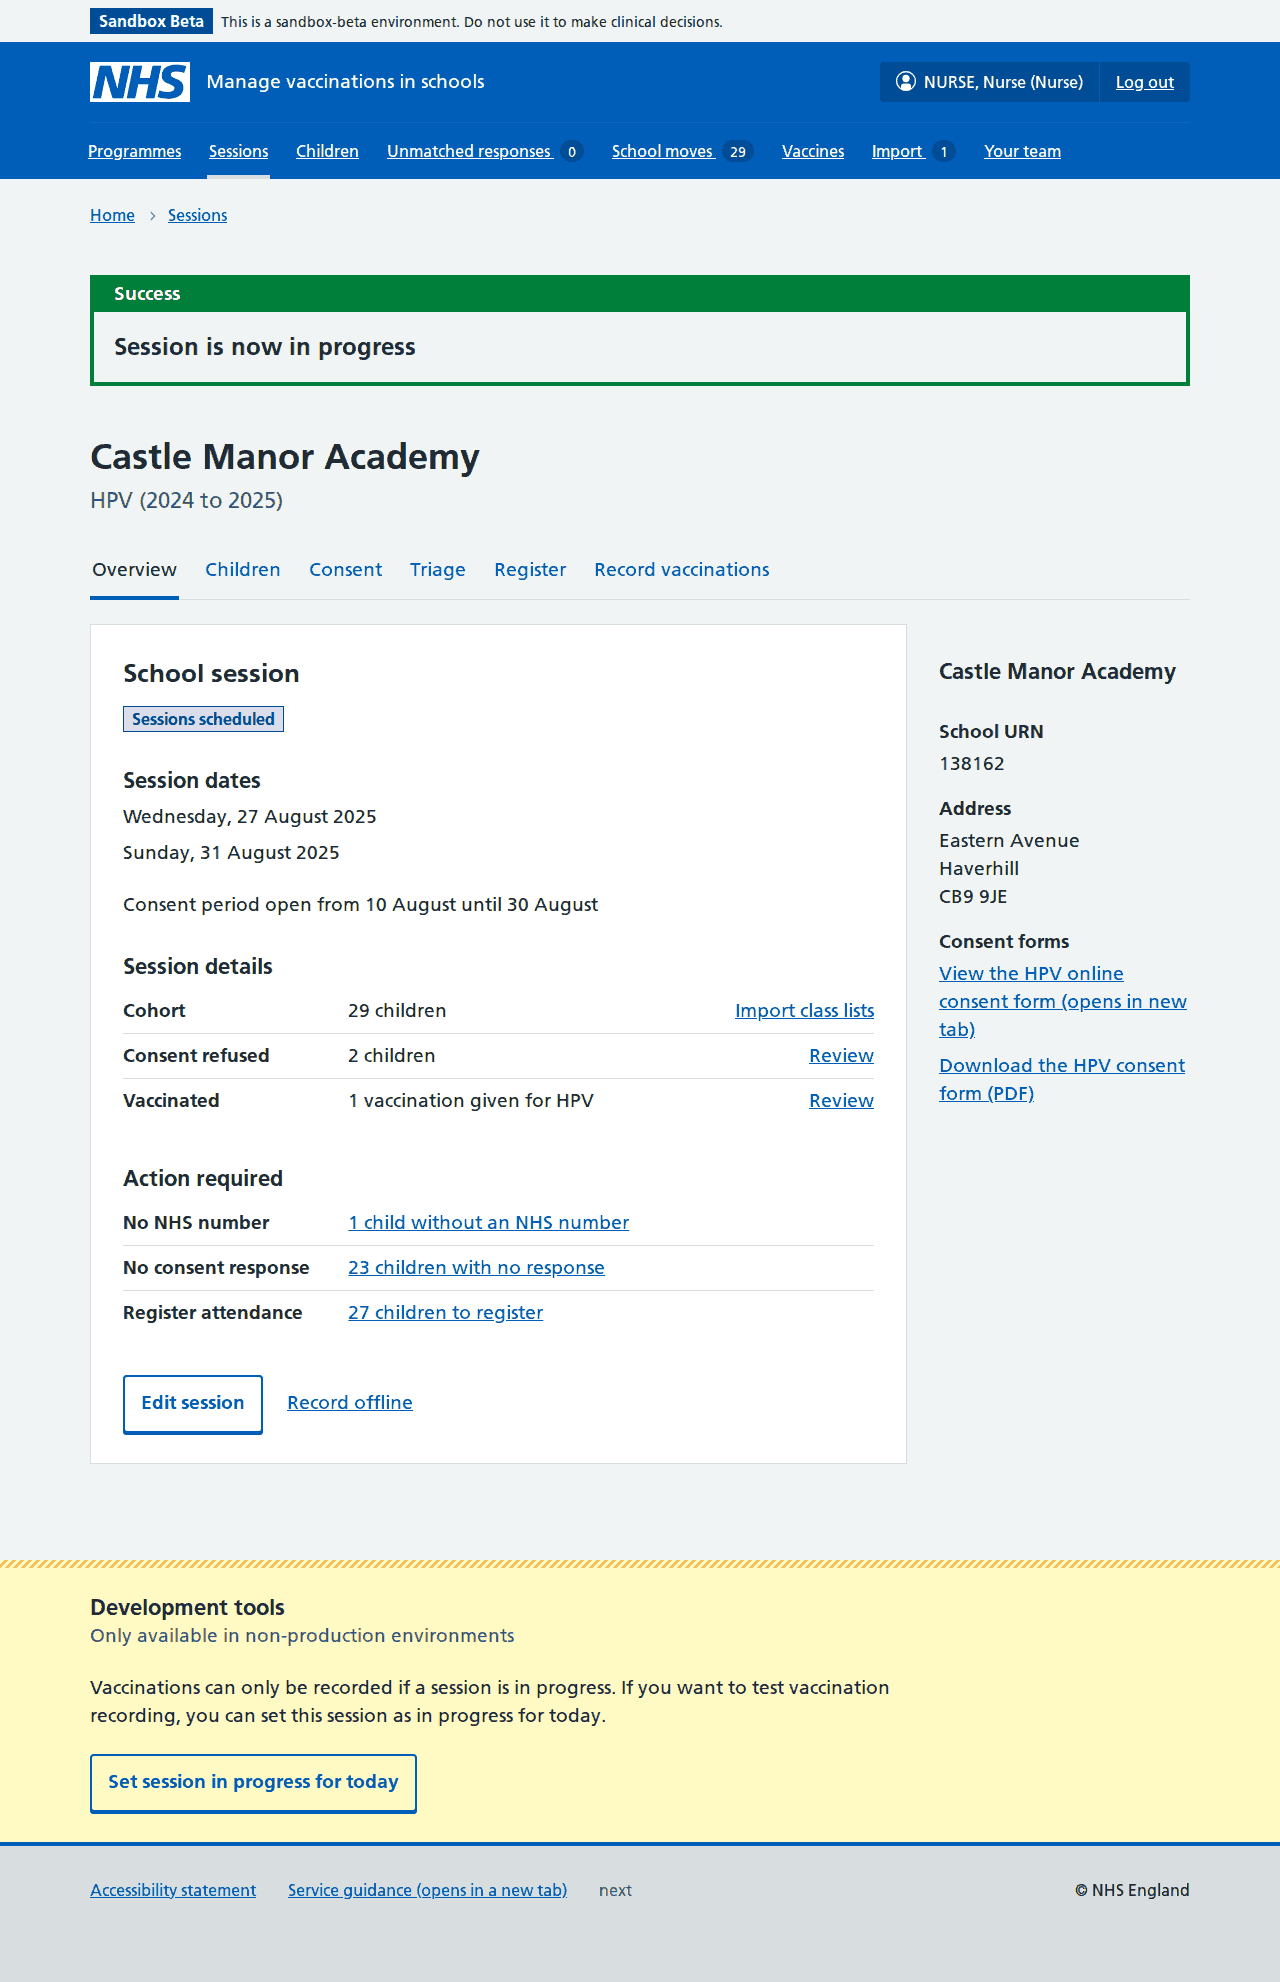 Sandbox Beta This is a sandbox-beta environment. Do not use it to make clinical decisions.
NHS Manage vaccinations in schools NURSE, Nurse (Nurse) Log out
Programmes Sessions Children Unmatched responses 0 School moves 29 Vaccines Import 1 Your team
Home Sessions
Success
Session is now in progress
Castle Manor Academy
HPV (2024 to 2025)
Overview Children Consent Triage Register Record vaccinations
School session
Sessions scheduled
Session dates
Wednesday, 27 August 2025
Sunday, 31 August 2025
Consent period open from 10 August until 30 August
Session details
Cohort 29 children Import class lists
Consent refused 2 children Review
Vaccinated 1 vaccination given for HPV Review
Action required
No NHS number 1 child without an NHS number
No consent response 23 children with no response
Register attendance 27 children to register
Edit session Record offline
Castle Manor Academy
School URN
138162
Address
Eastern Avenue
Haverhill
CB9 9JE
Consent forms
View the HPV online
consent form (opens in new
tab)
Download the HPV consent
form (PDF)
Development tools
Only available in non-production environments
Vaccinations can only be recorded if a session is in progress. If you want to test vaccination
recording, you can set this session as in progress for today.
Set session in progress for today
Accessibility statement Service guidance (opens in a new tab) next © NHS England